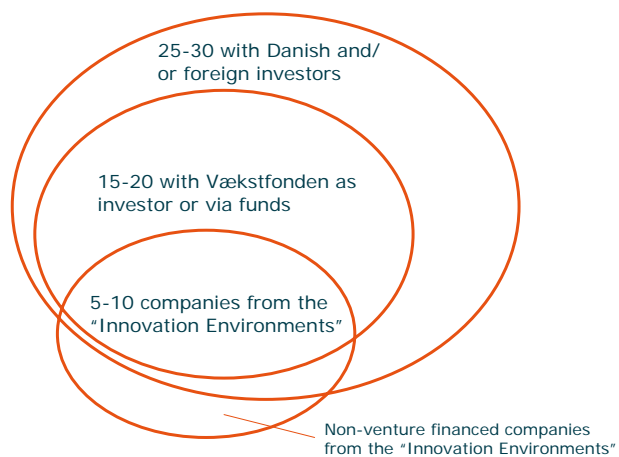 25-30 with Danish and/
or foreign investors
15-20 with Vækstfonden as
investor or via funds
5-10 companies from the
“Innovation Environments”
Non-venture financed companies
from the “Innovation Environments”